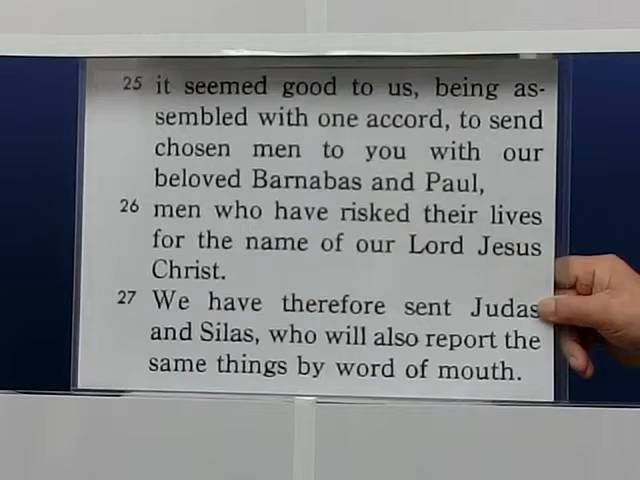 25 it seemed good to us, being as-
sembled with one accord, to send
chosen men to you with our
beloved Barnabas and Paul,
26 men who have risked their lives
for the name of our Lord Jesus
Christ.
27 We have therefore sent Judas
and Silas, who will also report the
same things by word of mouth.